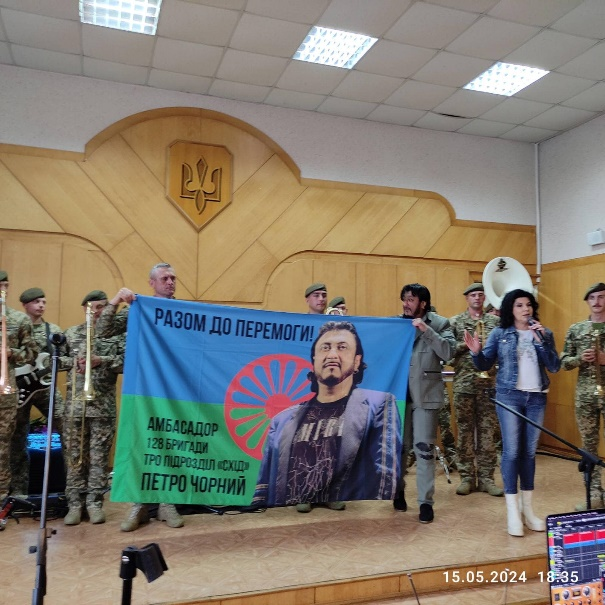 РАЗОМ ДО ПЕРЕМОГИ!
АМБАСАДОР
128 БРИГАДИ
ТРО ПІДРОЗДІЛ «СХІД»
ПЕТРО ЧОРНИЙ
15.05.2024 18:35